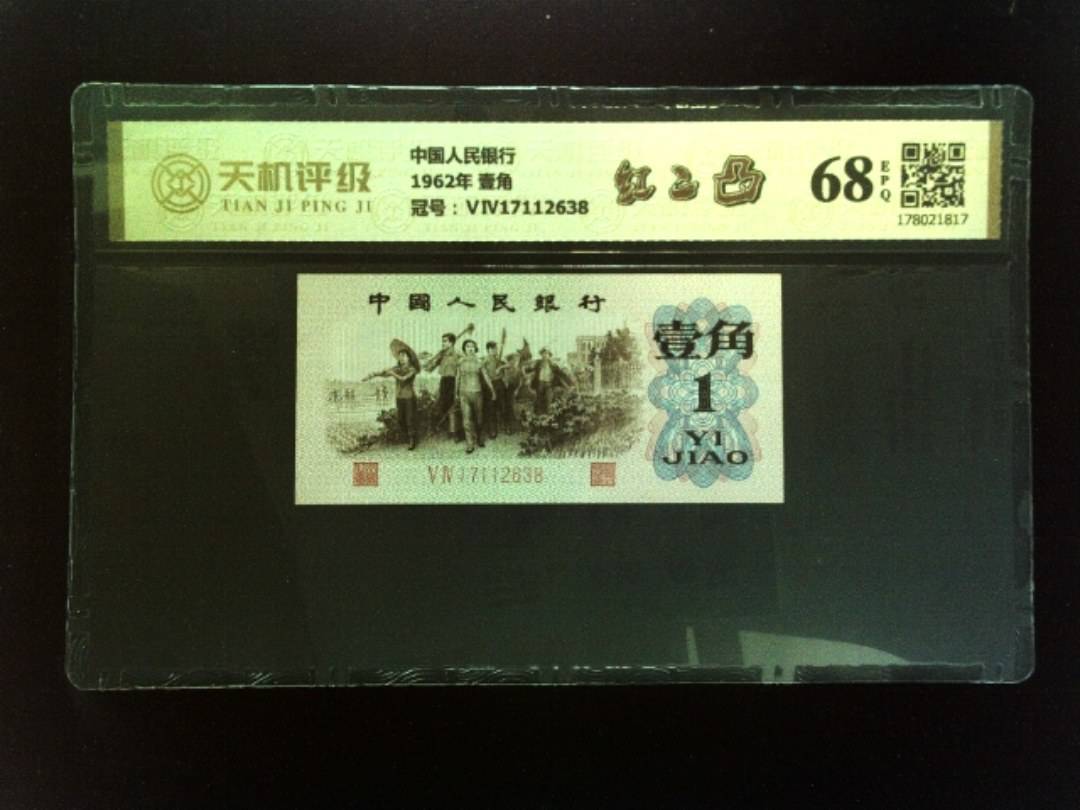 天机评级
TIAN JI PING JI
中国人民银行
1962年 壹角
冠号：ⅤⅣ17112638
红二凸
68
EPQ
178021817
中國人民銀行
壹角
1
YI
JIAO
ⅤⅣ17112638